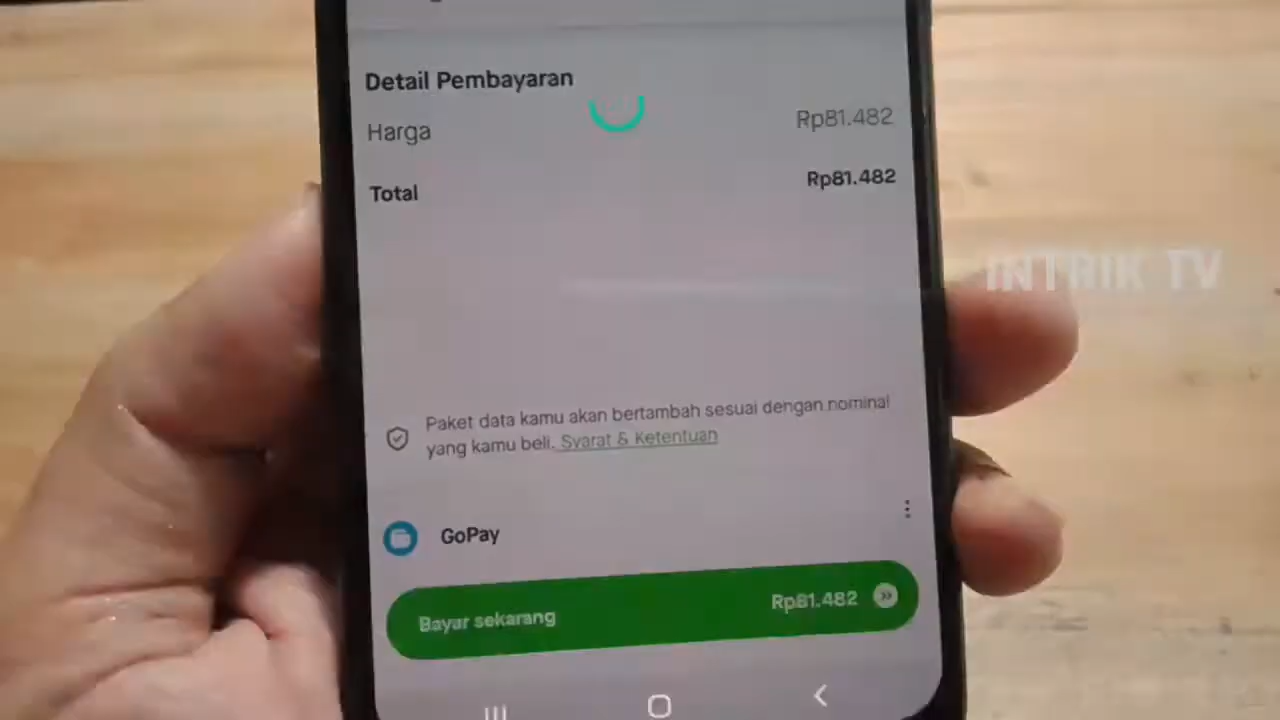 Detail Pembayaran
Harga Rp81.482
Total Rp81.482
INTRIK TV
Paket data kamu akan bertambah sesuai dengan nominal
yang kamu beli. Syarat & Ketentuan
GoPay
Bayar sekarang Rp81.482